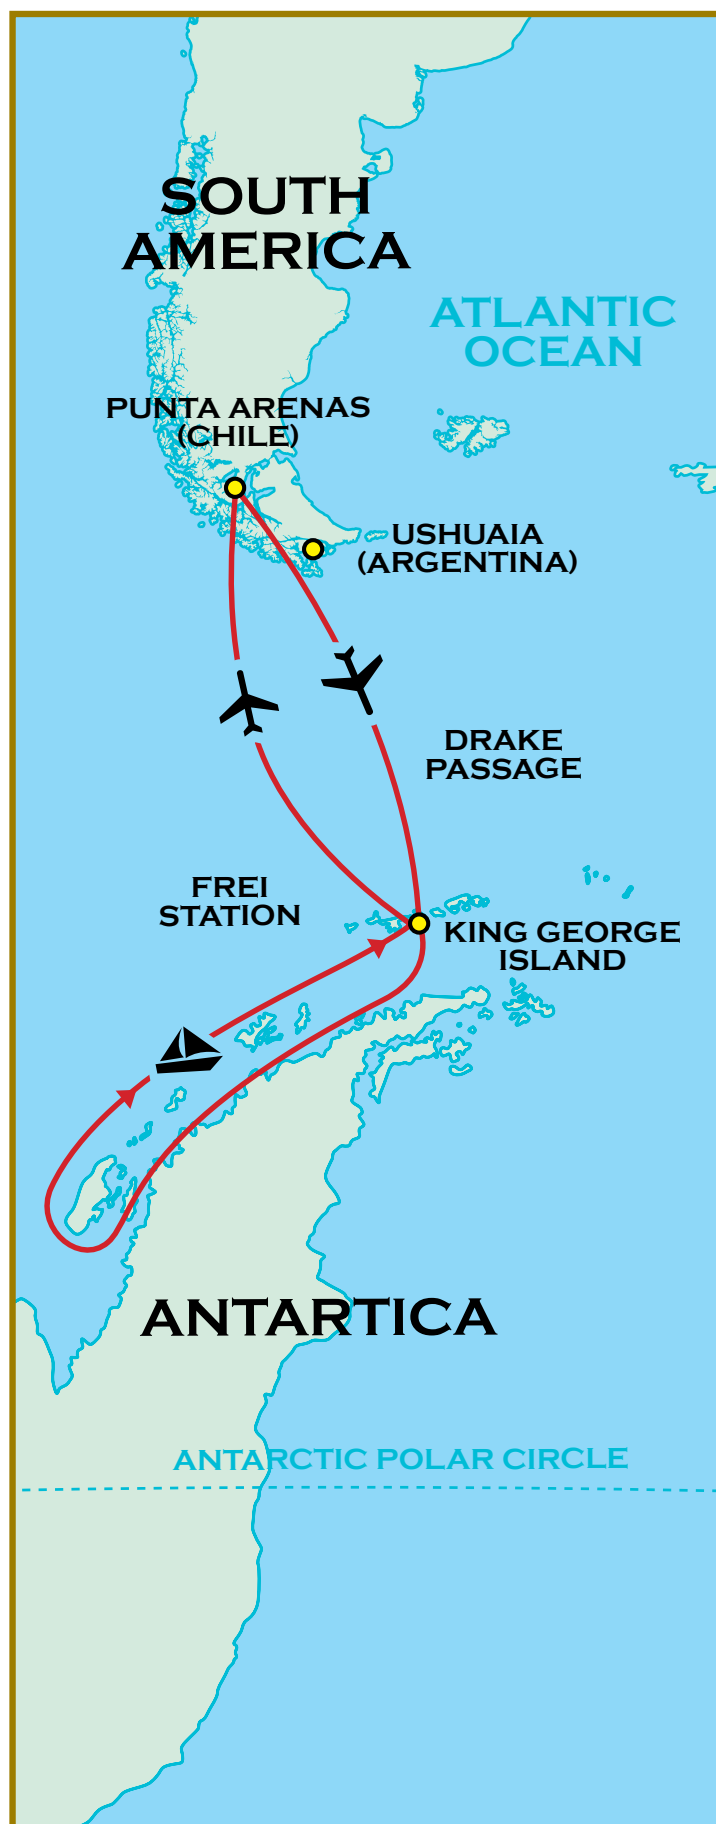 SOUTH
AMERICA
ATLANTIC
OCEAN
PUNTA ARENAS
(CHILE)
USHUAIA
(ARGENTINA)
DRAKE
PASSAGE
FREI
STATION
KING GEORGE
ISLAND
ANTARTICA
ANTARCTIC POLAR CIRCLE